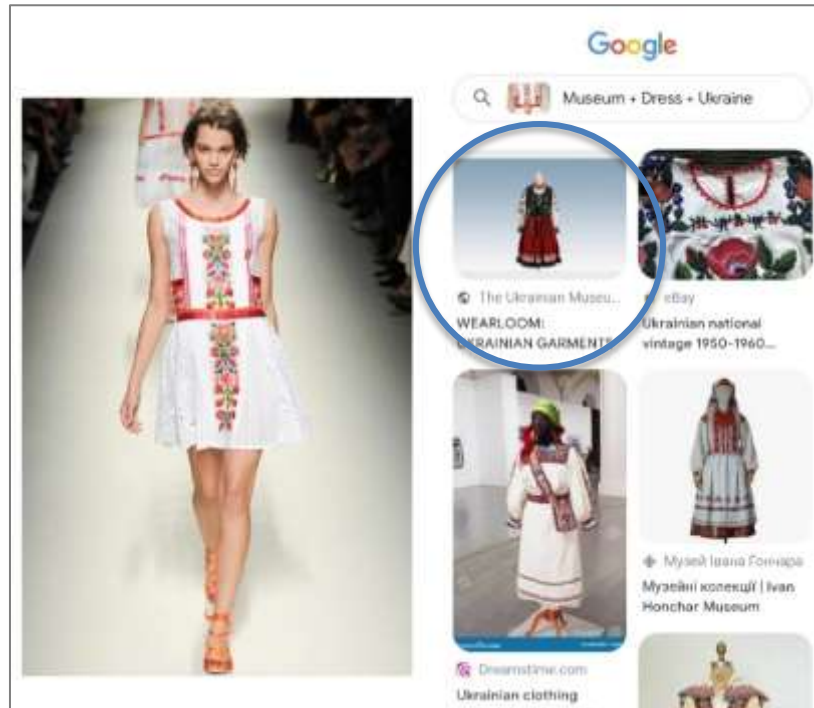 Google
Museum + Dress + Ukraine
The Ukrainian Museu...
WEARLOOM:
UKRAINIAN GARMENTS
eBay
Ukrainian national
vintage 1950-1960...
Dreamstime.com
Ukrainian clothing
Музей Івана Гончара
Музейні колекції | Ivan
Honchar Museum